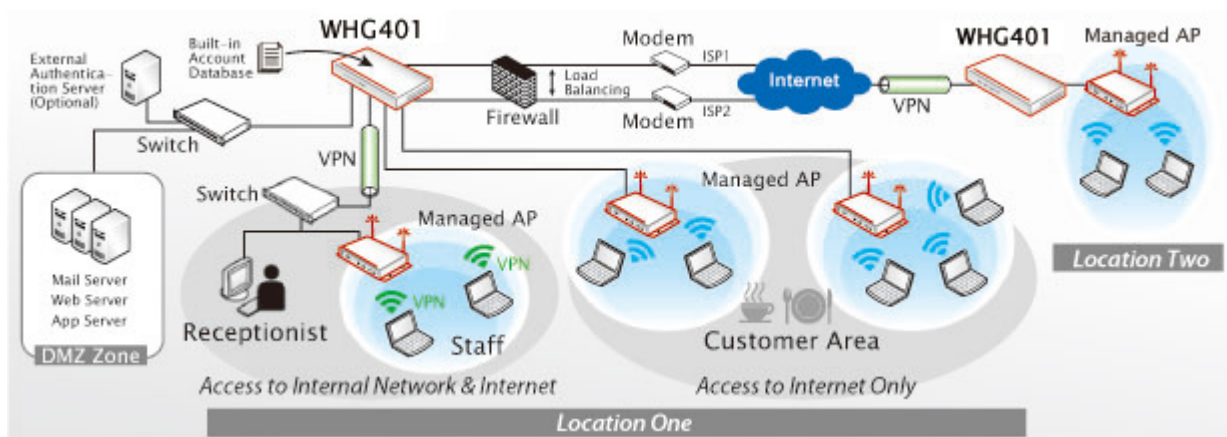 WHG401
External
Authentica-
tion Server
(Optional)
Built-in
Account
Database
Switch
Mail Server
Web Server
App Server
DMZ Zone
VPN
Switch
Managed AP
VPN
VPN
Receptionist
Staff
Access to Internal Network & Internet
Firewall
Load
Balancing
Modem
ISP1
Modem
ISP2
Internet
VPN
WHG401
Managed AP
Location Two
Managed AP
Customer Area
Access to Internet Only
Location One